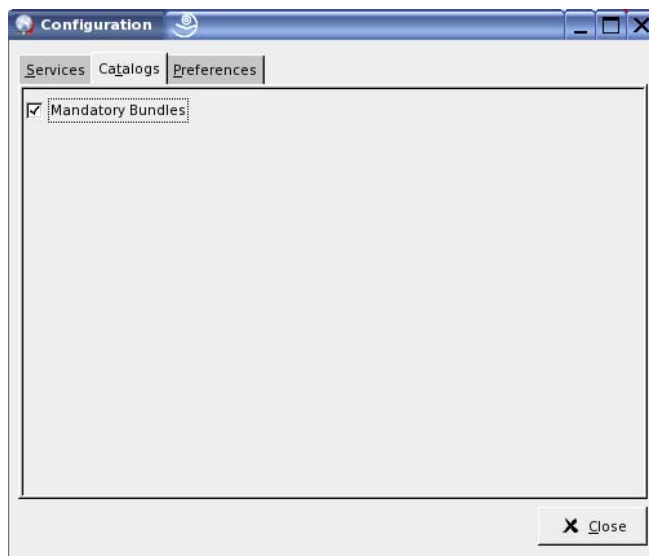 Configuration
Services Catalogs Preferences
Mandatory Bundles
Close